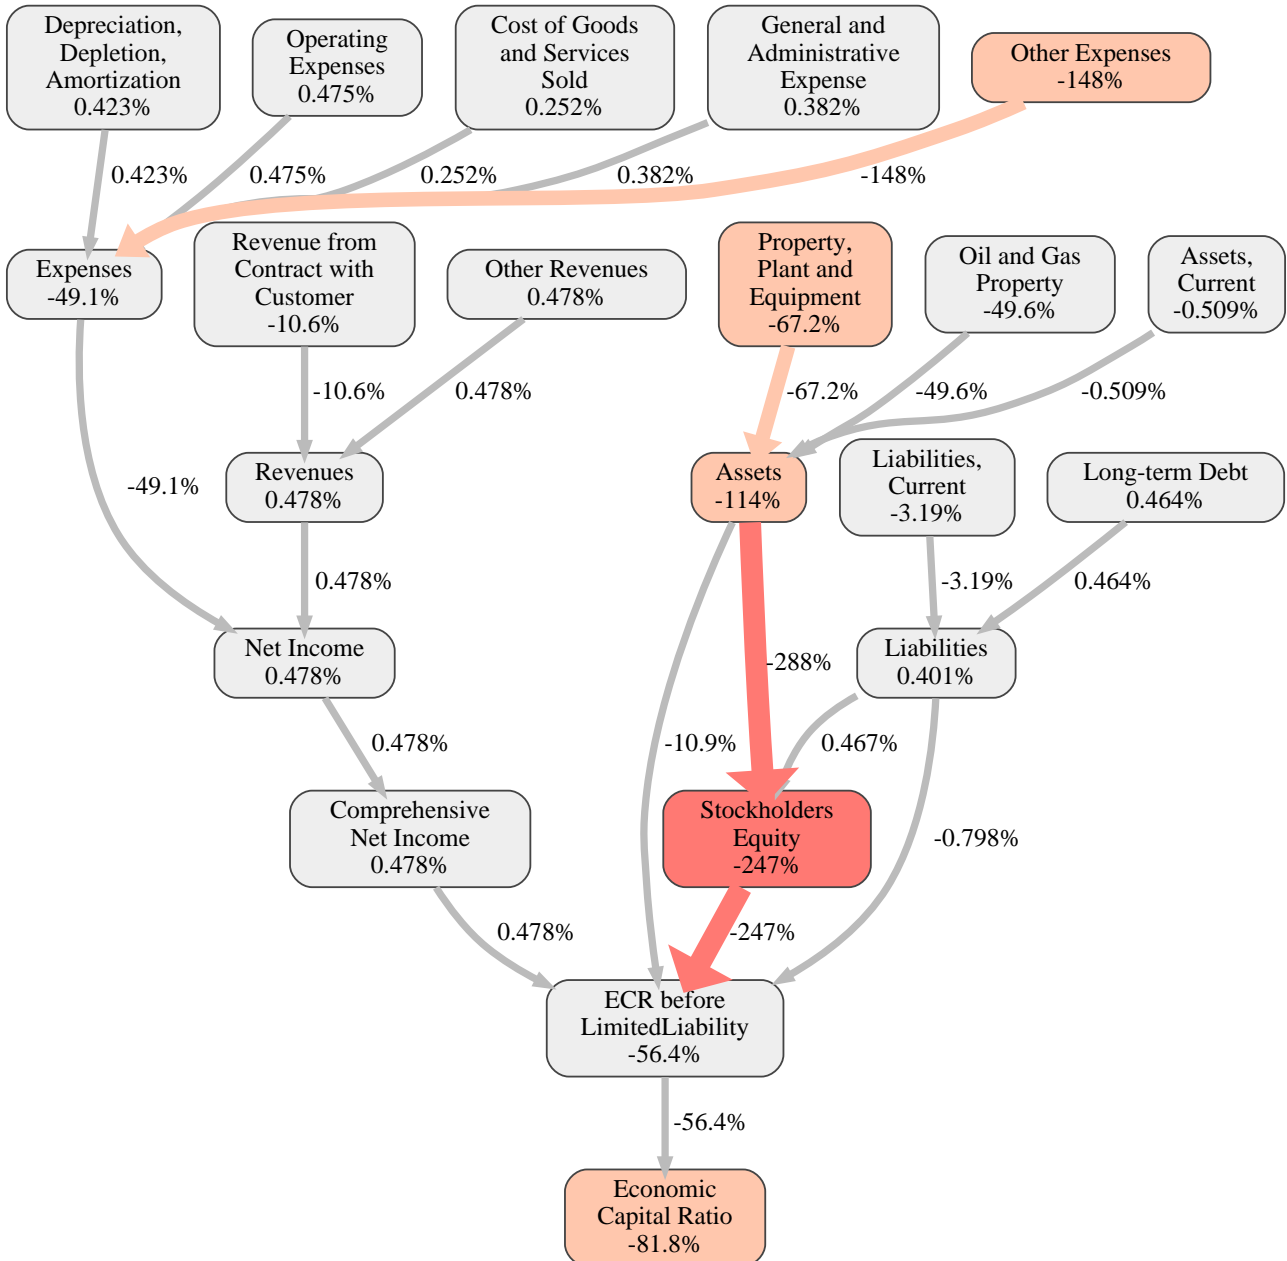 Depreciation,
Depletion,
Amortization
0.423%
Operating
Expenses
0.475%
Cost of Goods
and Services
Sold
0.252%
General and
Administrative
Expense
0.382%
Other Expenses
-148%
0.423%
0.475%
0.252%
0.382%
-148%
Expenses
-49.1%
Revenue from
Contract with
Customer
-10.6%
Other Revenues
0.478%
Property,
Plant and
Equipment
-67.2%
Oil and Gas
Property
-49.6%
Assets,
Current
-0.509%
-10.6%
0.478%
-67.2%
-49.6%
-0.509%
-49.1%
Revenues
0.478%
Assets
-114%
Liabilities,
Current
-3.19%
Long-term Debt
0.464%
0.478%
-3.19%
0.464%
Net Income
0.478%
-288%
Liabilities
0.401%
0.478%
-10.9%
0.467%
Comprehensive
Net Income
0.478%
Stockholders
Equity
-247%
-0.798%
0.478%
-247%
ECR before
LimitedLiability
-56.4%
-56.4%
Economic
Capital Ratio
-81.8%